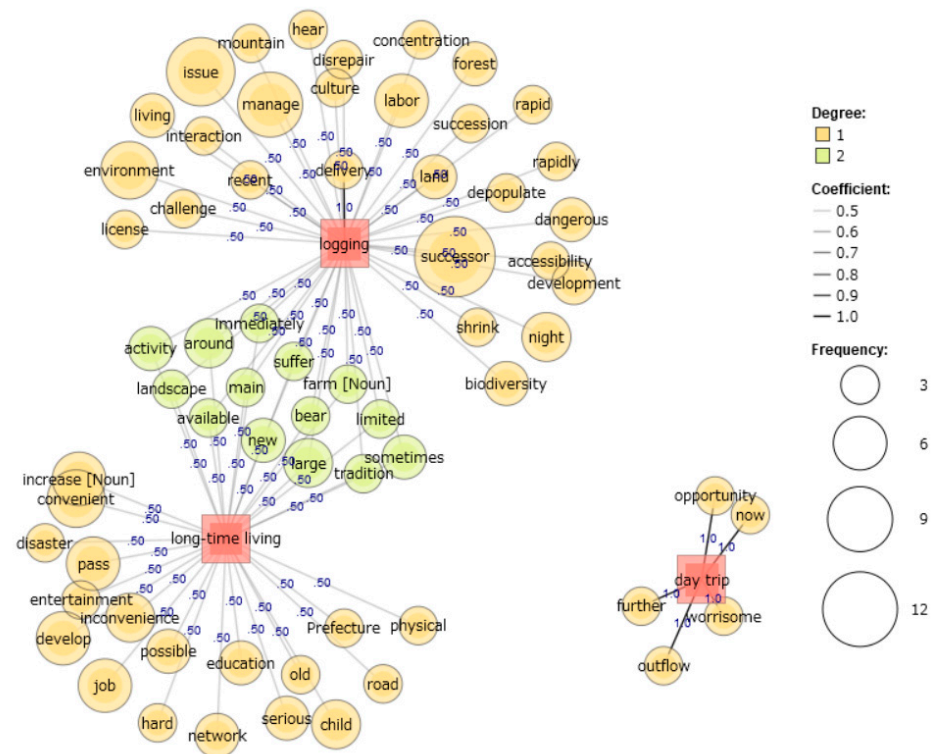 hear
mountain
concentration
disrepair
issue
forest
culture
manage
labor
rapid
living
succession
interaction
rapidly
environment
delivery
recent
land
depopulate
challenge
dangerous
license
logging
successor
accessibility
development
immediately
activity
around
shrink
night
suffer
landscape
main
farm [Noun]
biodiversity
available
bear
limited
new
large
tradition
sometimes
increase [Noun]
convenient
long-time living
disaster
pass
entertainment
inconvenience
develop
possible
Prefecture
physical
education
old
road
job
hard
network
serious
child
opportunity
now
day trip
further
worrisome
outflow
1.0
.50
Degree:
1
2
Coefficient:
0.5
0.6
0.7
0.8
0.9
1.0
Frequency:
3
6
9
12